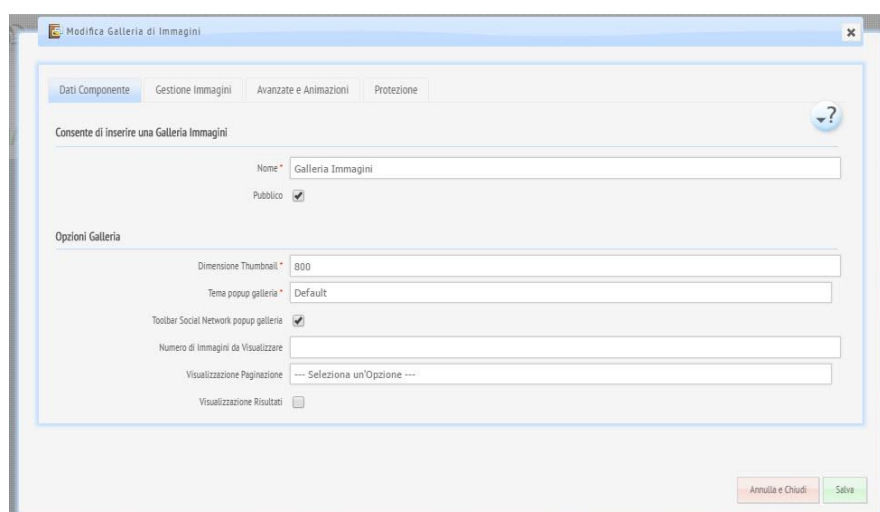 Modifica Galleria di Immagini
Dati Componente Gestione Immagini Avanzate e Animazioni Protezione
?
Consente di inserire una Galleria Immagini
Nome * Galleria Immagini
Pubblico
Opzioni Galleria
Dimensione Thumbnail * 800
Tema popup galleria * Default
Toolbar Social Network popup galleria
Numero di Immagini da Visualizzare
Visualizzazione Paginazione --- Seleziona un'Opzione ---
Visualizzazione Risultati
Annulla e Chiudi Salva